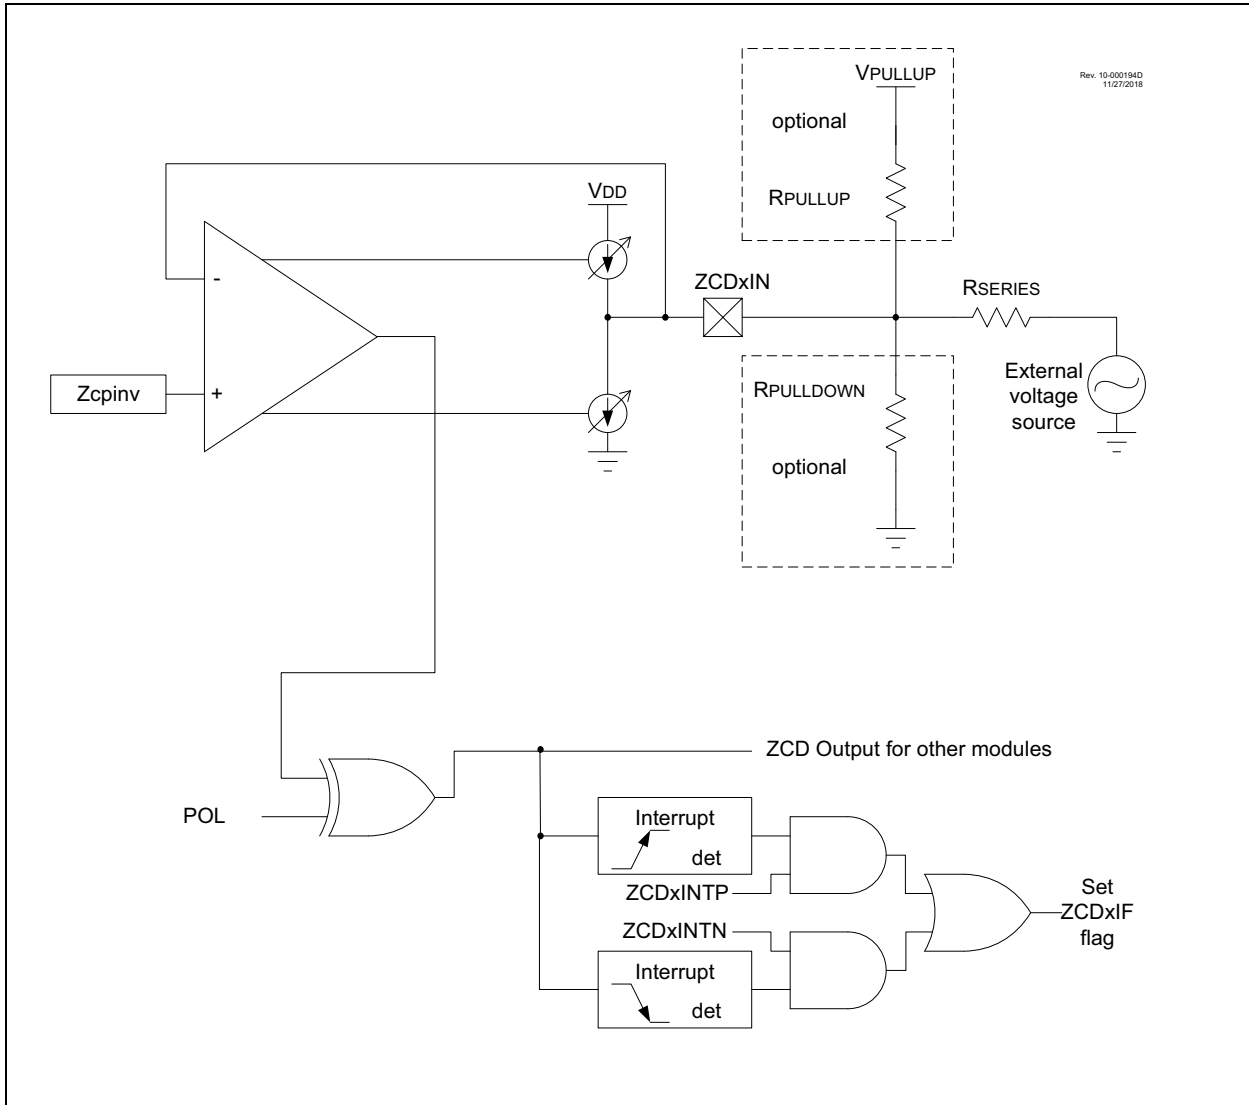 VPULLUP
Rev. 10-000194D
11/27/2018
optional
VDD
RPULLUP
ZCDxIN
RSERIES
-
Zcpinv
+
RPULLDOWN
External
voltage
source
optional
ZCD Output for other modules
POL
Interrupt
det
ZCDxINTP
Set
ZCDxIF
flag
ZCDxINTN
Interrupt
det